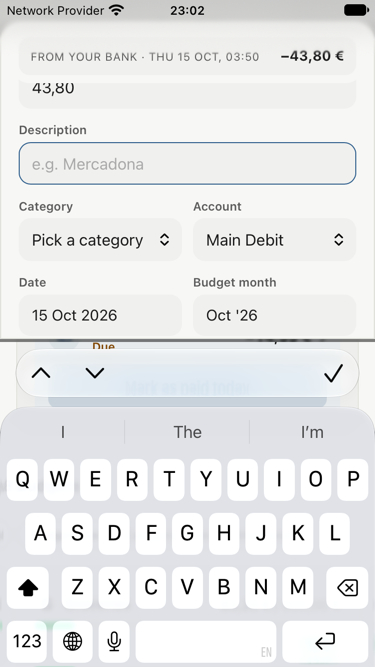 Network Provider 23:02
FROM YOUR BANK · THU 15 OCT, 03:50 −43,80 €
43,80
Description
e.g. Mercadona
Category Account
Pick a category Main Debit
Date Budget month
15 Oct 2026 Oct '26
Due
I The I'm
Q W E R T Y U I O P
A S D F G H J K L
Z X C V B N M
123 EN